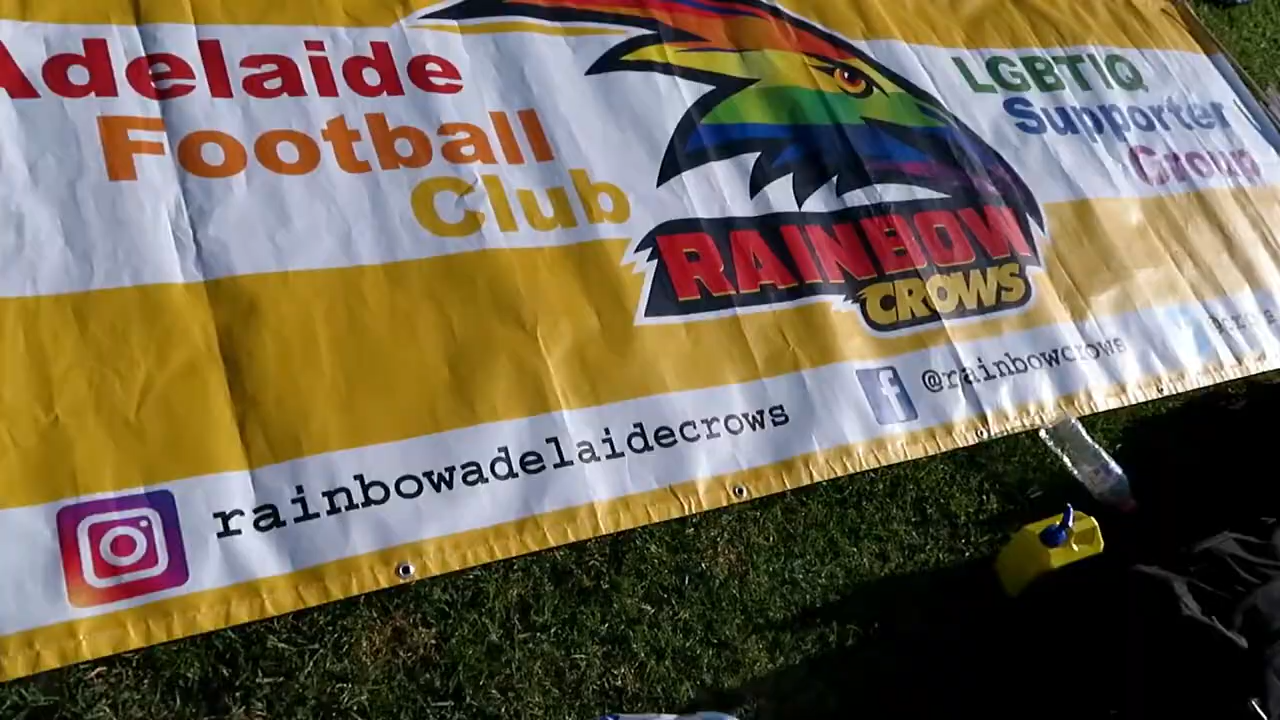 Adelaide
Football
Club
RAINBOW
CROWS
LGBTIQ
Supporter
Group
rainbowadelaidecrows
f @rainbowcrows